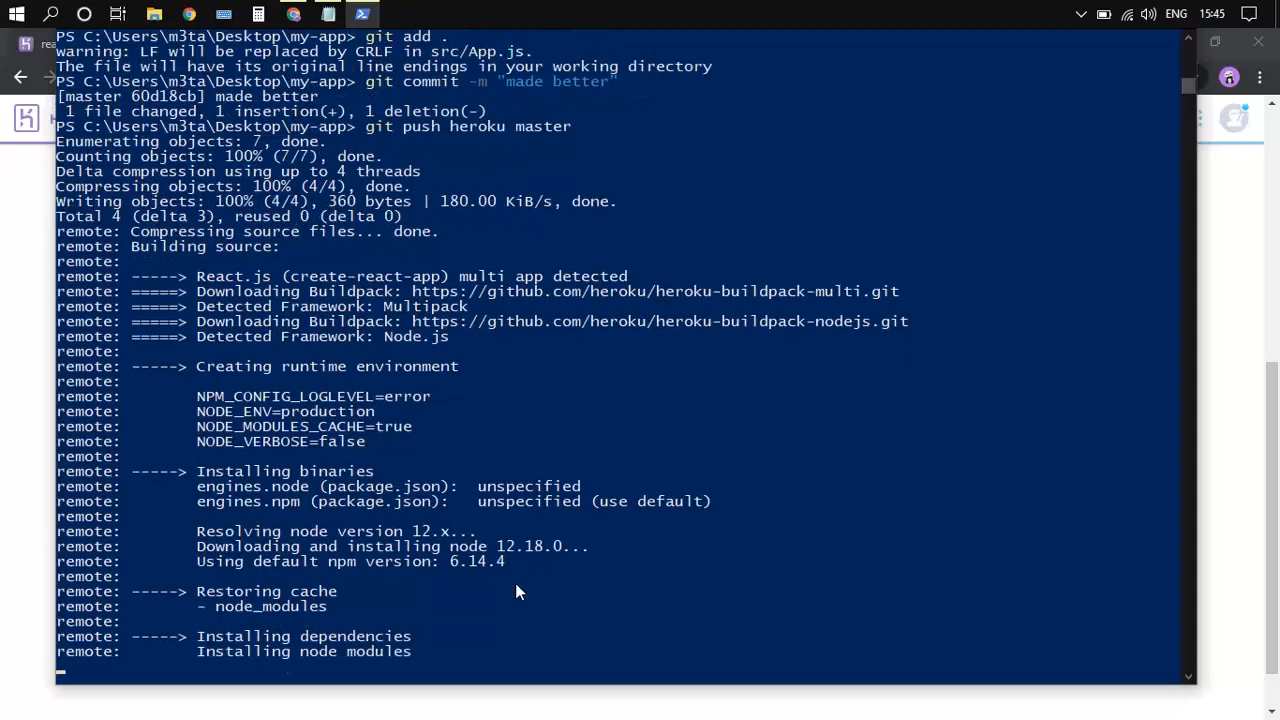 ENG 15:45
rea
PS C:\Users\m3ta\Desktop\my-app> git add .
warning: LF will be replaced by CRLF in src/App.js.
The file will have its original line endings in your working directory
PS C:\Users\m3ta\Desktop\my-app> git commit -m "made better"
[master 60d18cb] made better
 1 file changed, 1 insertion(+), 1 deletion(-)
PS C:\Users\m3ta\Desktop\my-app> git push heroku master
Enumerating objects: 7, done.
Counting objects: 100% (7/7), done.
Delta compression using up to 4 threads
Compressing objects: 100% (4/4), done.
Writing objects: 100% (4/4), 360 bytes | 180.00 KiB/s, done.
Total 4 (delta 3), reused 0 (delta 0)
remote: Compressing source files... done.
remote: Building source:
remote:
remote: -----> React.js (create-react-app) multi app detected
remote: =====> Downloading Buildpack: https://github.com/heroku/heroku-buildpack-multi.git
remote: =====> Detected Framework: Multipack
remote: =====> Downloading Buildpack: https://github.com/heroku/heroku-buildpack-nodejs.git
remote: =====> Detected Framework: Node.js
remote:
remote: -----> Creating runtime environment
remote:
remote:        NPM_CONFIG_LOGLEVEL=error
remote:        NODE_ENV=production
remote:        NODE_MODULES_CACHE=true
remote:        NODE_VERBOSE=false
remote:
remote: -----> Installing binaries
remote:        engines.node (package.json):  unspecified
remote:        engines.npm (package.json):   unspecified (use default)
remote:
remote:        Resolving node version 12.x...
remote:        Downloading and installing node 12.18.0...
remote:        Using default npm version: 6.14.4
remote:
remote: -----> Restoring cache
remote:        - node_modules
remote:
remote: -----> Installing dependencies
remote:        Installing node modules